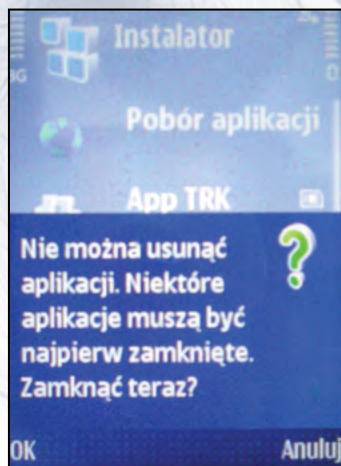 Instalator
3G
Pobór aplikacji
App TRK
Nie można usunąć
aplikacji. Niektóre
aplikacje muszą być
najpierw zamknięte.
Zamknąć teraz?
OK
Anuluj